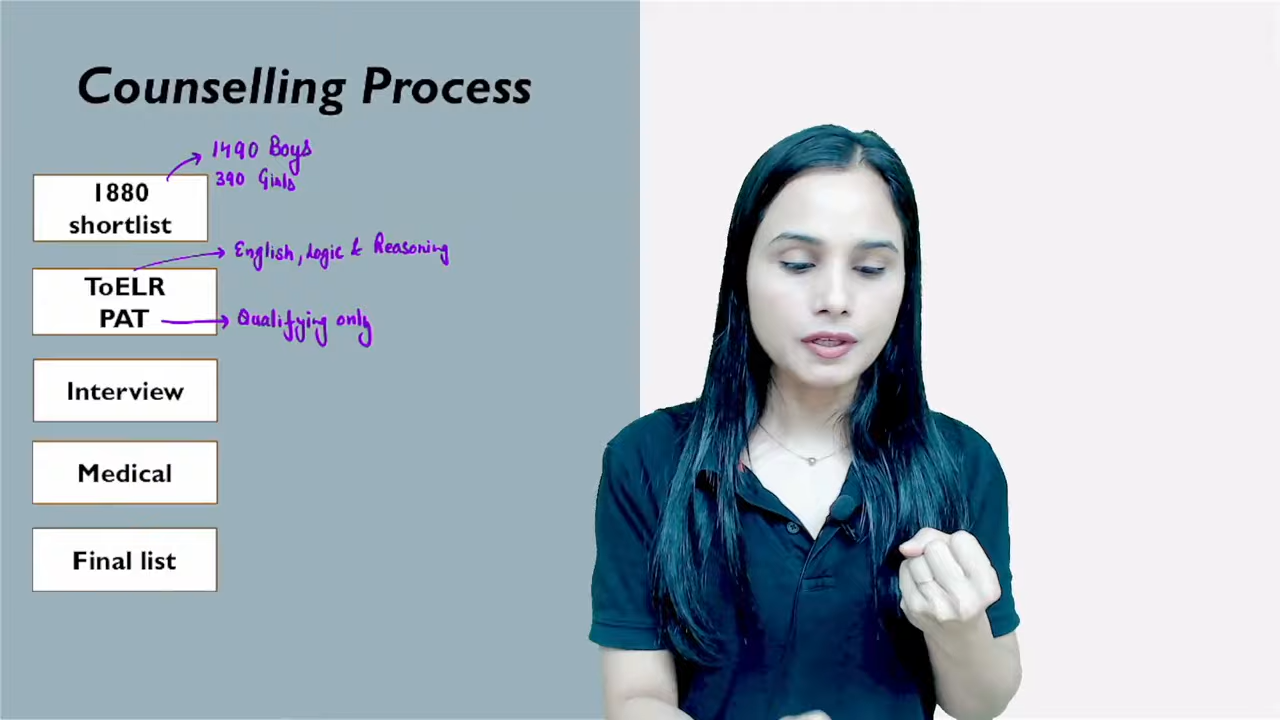 Counselling Process
1490 Boys
390 Girls
1880
shortlist
English, Logic & Reasoning
ToELR
PAT
Qualifying only
Interview
Medical
Final list